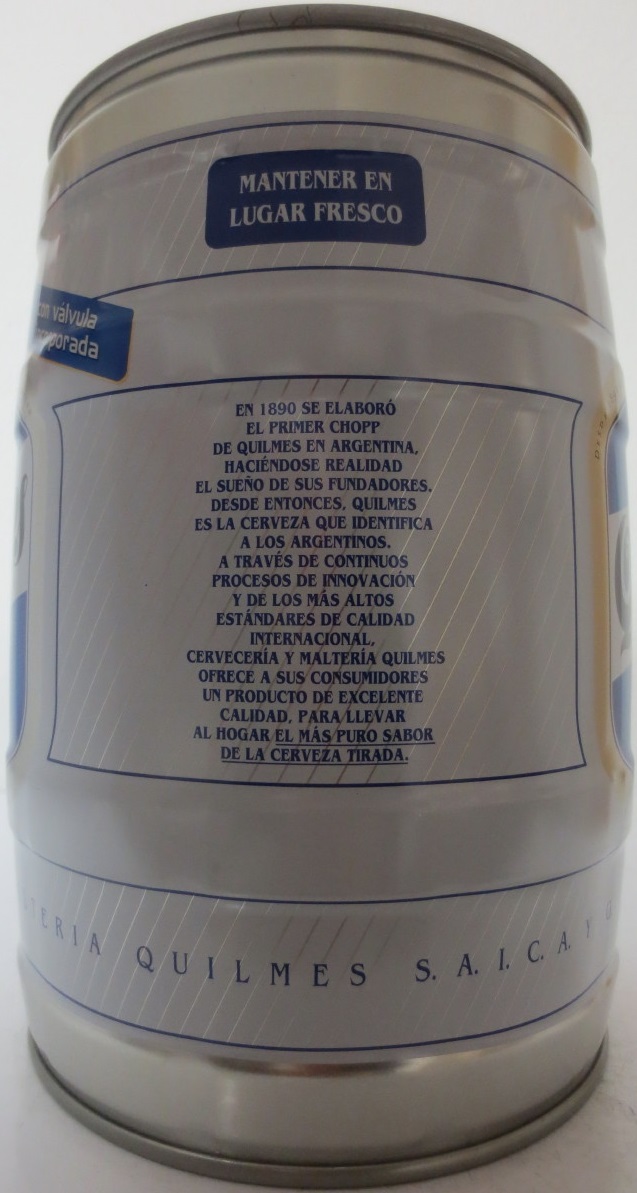 MANTENER EN
LUGAR FRESCO
con válvula
EN 1890 SE ELABORÓ
EL PRIMER CHOPP
DE QUILMES EN ARGENTINA,
HACIÉNDOSE REALIDAD
EL SUEÑO DE SUS FUNDADORES.
DESDE ENTONCES, QUILMES
ES LA CERVEZA QUE IDENTIFICA
A LOS ARGENTINOS.
A TRAVÉS DE CONTINUOS
PROCESOS DE INNOVACIÓN
Y DE LOS MÁS ALTOS
ESTÁNDARES DE CALIDAD
INTERNACIONAL,
CERVECERÍA Y MALTERÍA QUILMES
OFRECE A SUS CONSUMIDORES
UN PRODUCTO DE EXCELENTE
CALIDAD, PARA LLEVAR
AL HOGAR EL MÁS PURO SABOR
DE LA CERVEZA TIRADA.
QUILMES S.A.I.C.A. Y G.